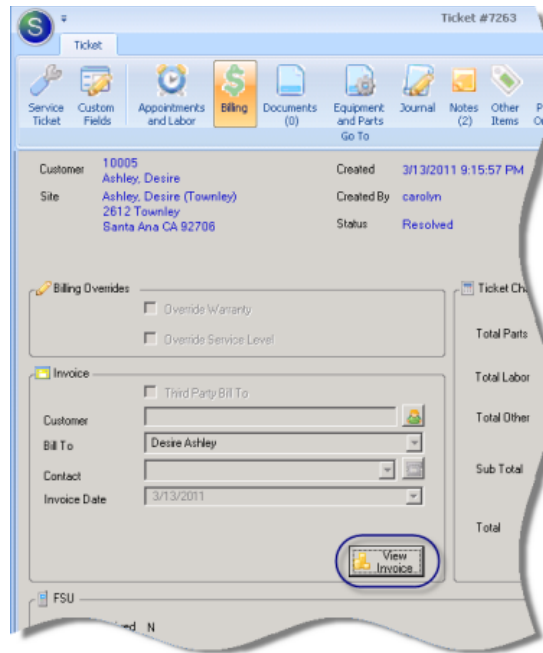 S
Ticket #7263
Ticket
Service Ticket
Custom Fields
Appointments and Labor
Billing
Documents (0)
Equipment and Parts
Journal
Notes (2)
Other Items
Go To
Customer 10005
Ashley, Desire
Site Ashley, Desire (Townley)
2612 Townley
Santa Ana CA 92706
Created 3/13/2011 9:15:57 PM
Created By carolyn
Status Resolved
Billing Overrides
Override Warranty
Override Service Level
Invoice
Third Party Bill To
Customer
Bill To Desire Ashley
Contact
Invoice Date 3/13/2011
View Invoice
Ticket
Total Parts
Total Labor
Total Other
Sub Total
Total
FSU
N